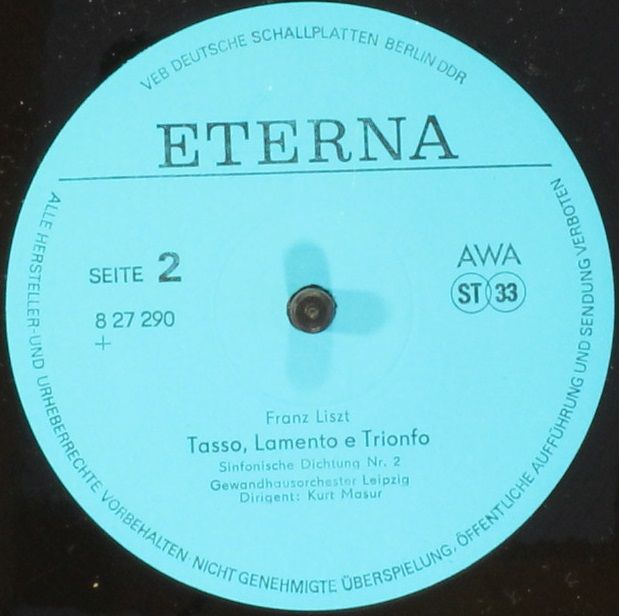 VEB DEUTSCHE SCHALLPLATTEN BERLIN DDR
ETERNA
SEITE 2
8 27 290
+
AWA
ST 33
Franz Liszt
Tasso, Lamento e Trionfo
Sinfonische Dichtung Nr. 2
Gewandhausorchester Leipzig
Dirigent: Kurt Masur
ALLE HERSTELLER-UND URHEBERRECHTE VORBEHALTEN · NICHT GENEHMIGTE ÜBERSPIELUNG, ÖFFENTLICHE AUFFÜHRUNG UND SENDUNG VERBOTEN